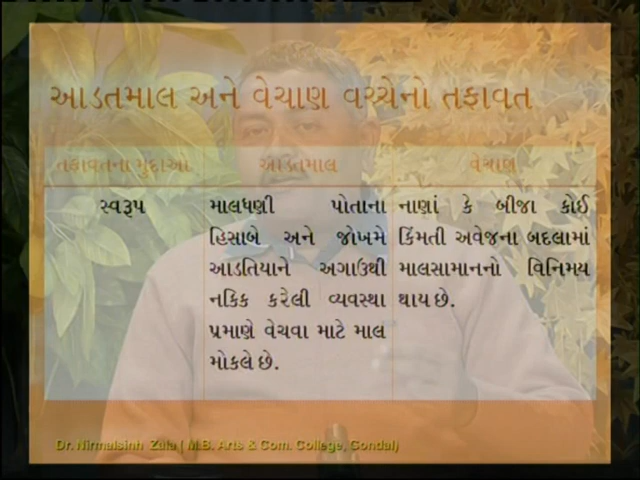 આડતમાલ અને વેચાણ વચ્ચેનો તફાવત
તફાવતના મુદાઓ આડતમાલ વેચાણ
સ્વરૂપ માલધણી પોતાના નાણાં કે બીજા કોઈ
હિસાબે અને જોખમે કિંમતી અવેજના બદલામાં
આડતિયાને અગાઉથી માલસામાનનો વિનિમય
નકિક કરેલી વ્યવસ્થા થાય છે.
પ્રમાણે વેચવા માટે માલ
મોકલે છે.
Dr. Nirmalsinh Zala ( M.B. Arts & Com. College, Gondal)